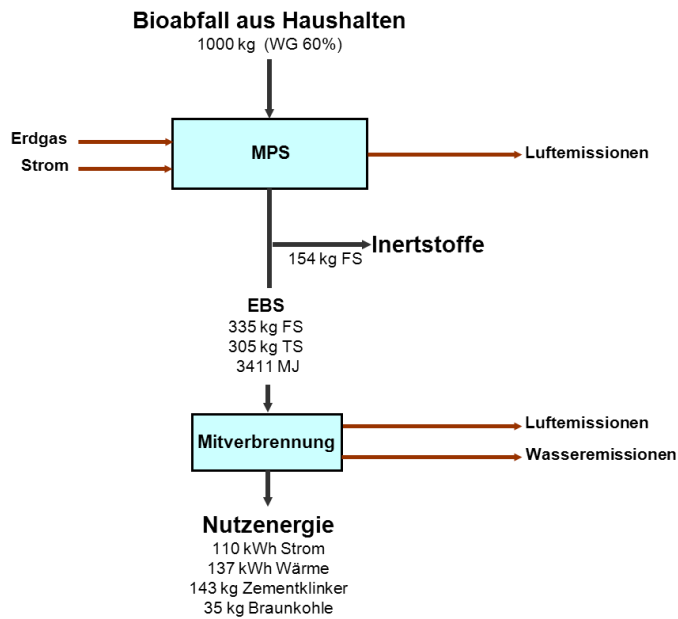 Bioabfall aus Haushalten
1000 kg (WG 60%)
Erdgas
Strom
MPS
Luftemissionen
Inertstoffe
154 kg FS
EBS
335 kg FS
305 kg TS
3411 MJ
Mitverbrennung
Luftemissionen
Wasseremissionen
Nutzenergie
110 kWh Strom
137 kWh Wärme
143 kg Zementklinker
35 kg Braunkohle